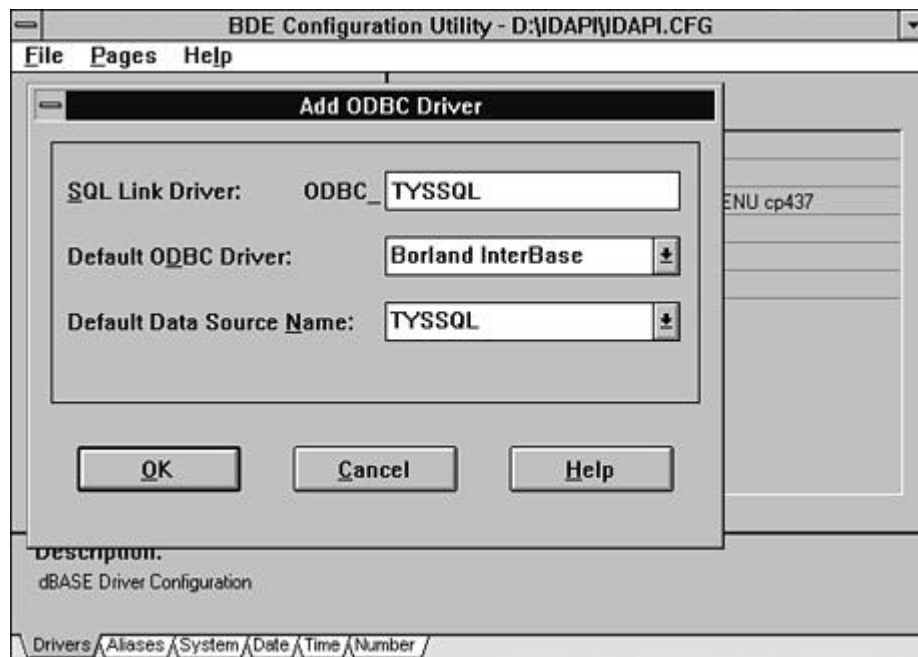 BDE Configuration Utility - D:\IDAPI\IDAPI.CFG
File Pages Help
Add ODBC Driver
SQL Link Driver: ODBC_ TYSSQL
ENU cp437
Default ODBC Driver: Borland InterBase
Default Data Source Name: TYSSQL
OK Cancel Help
Description.
dBASE Driver Configuration
Drivers Aliases System Date Time Number